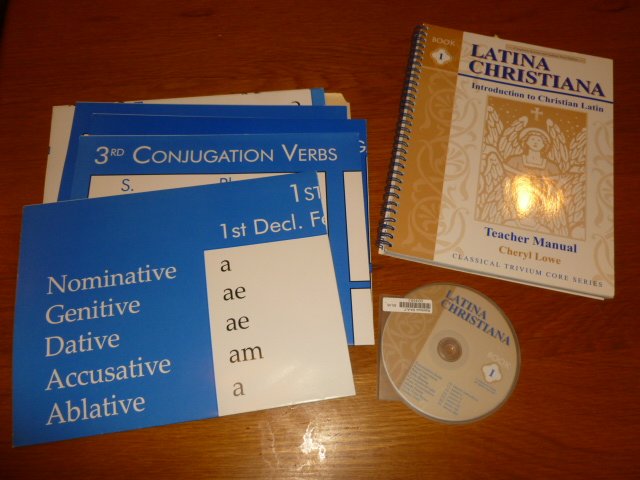 3RD CONJUGATION VERBS
S. Pl.
1ST
1st Decl. Fe
Nominative a
Genitive ae
Dative ae
Accusative am
Ablative a
BOOK
I
LATINA
CHRISTIANA
Introduction to Christian Latin
Teacher Manual
Cheryl Lowe
CLASSICAL TRIVIUM CORE SERIES
LATINA
CHRISTIANA
BOOK
I